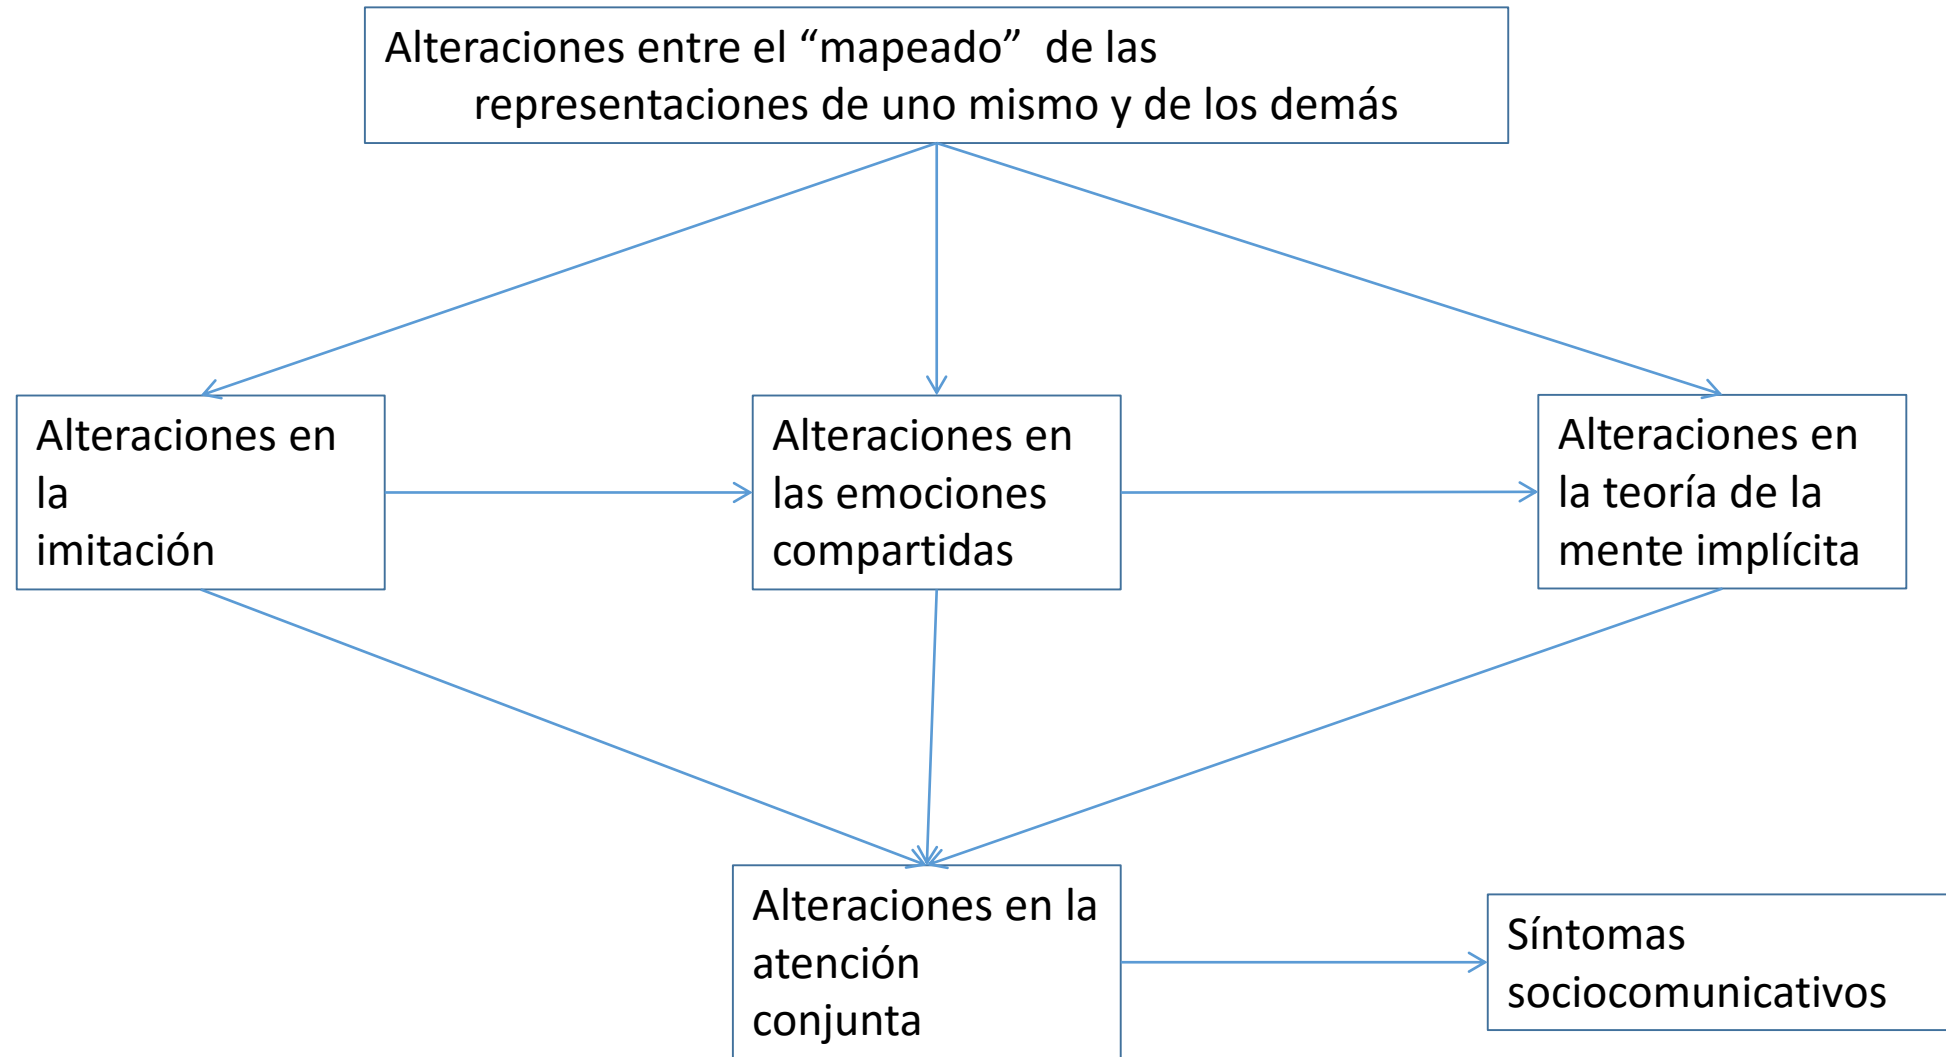 Alteraciones entre el “mapeado” de las
representaciones de uno mismo y de los demás
Alteraciones en
la
imitación
Alteraciones en
las emociones
compartidas
Alteraciones en
la teoría de la
mente implícita
Alteraciones en la
atención
conjunta
Síntomas
sociocomunicativos